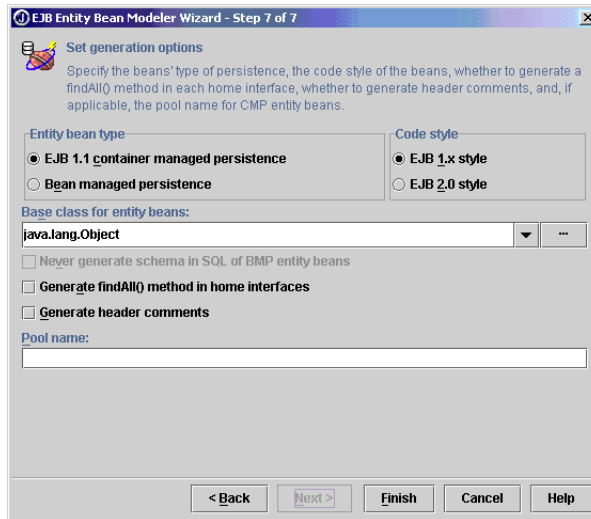 EJB Entity Bean Modeler Wizard - Step 7 of 7
Set generation options
Specify the beans' type of persistence, the code style of the beans, whether to generate a
findAll() method in each home interface, whether to generate header comments, and, if
applicable, the pool name for CMP entity beans.
Entity bean type
Code style
EJB 1.1 container managed persistence
EJB 1.x style
Bean managed persistence
EJB 2.0 style
Base class for entity beans:
java.lang.Object
...
Never generate schema in SQL of BMP entity beans
Generate findAll() method in home interfaces
Generate header comments
Pool name:
< Back Next > Finish Cancel Help